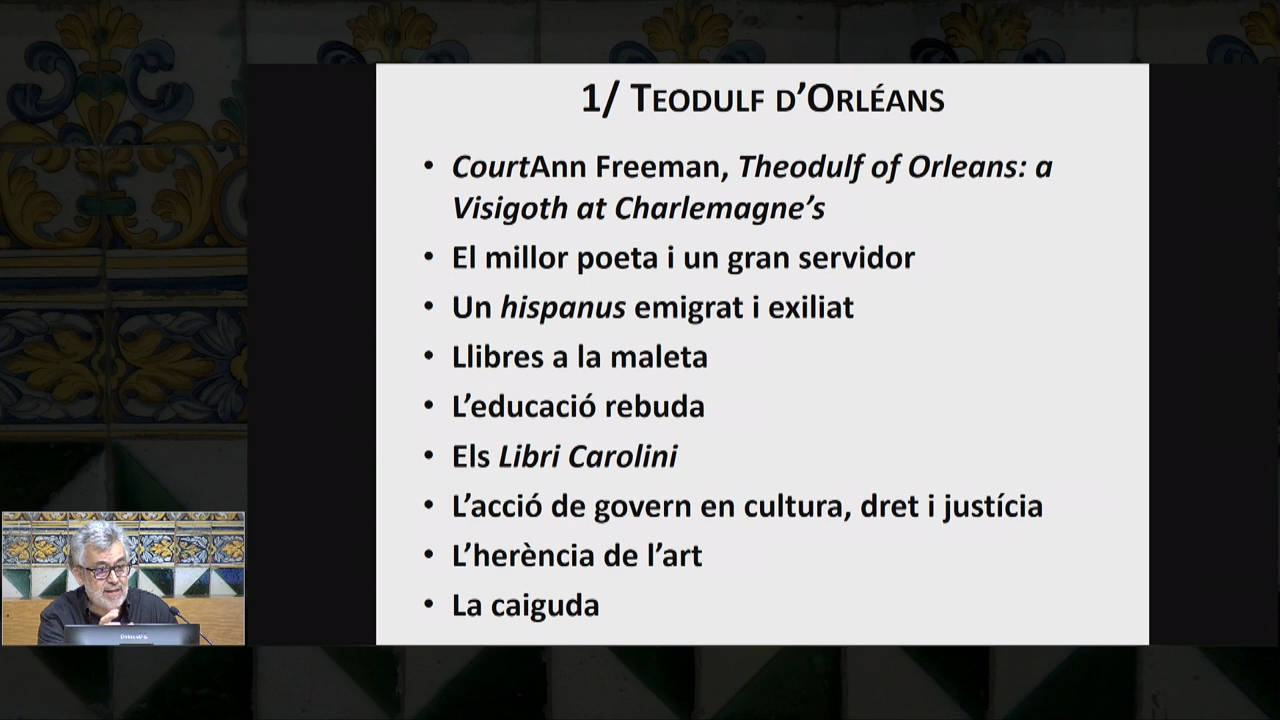 1/ TEODULF D'ORLÉANS
• CourtAnn Freeman, Theodulf of Orleans: a
Visigoth at Charlemagne's
• El millor poeta i un gran servidor
• Un hispanus emigrat i exiliat
• Llibres a la maleta
• L'educació rebuda
• Els Libri Carolini
• L'acció de govern en cultura, dret i justícia
• L'herència de l'art
• La caiguda
PHILIPS